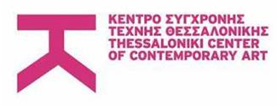 ΚΕΝΤΡΟ ΣΥΓΧΡΟΝΗΣ
ΤΕΧΝΗΣ ΘΕΣΣΑΛΟΝΙΚΗΣ
THESSALONIKI CENTER
OF CONTEMPORARY ART